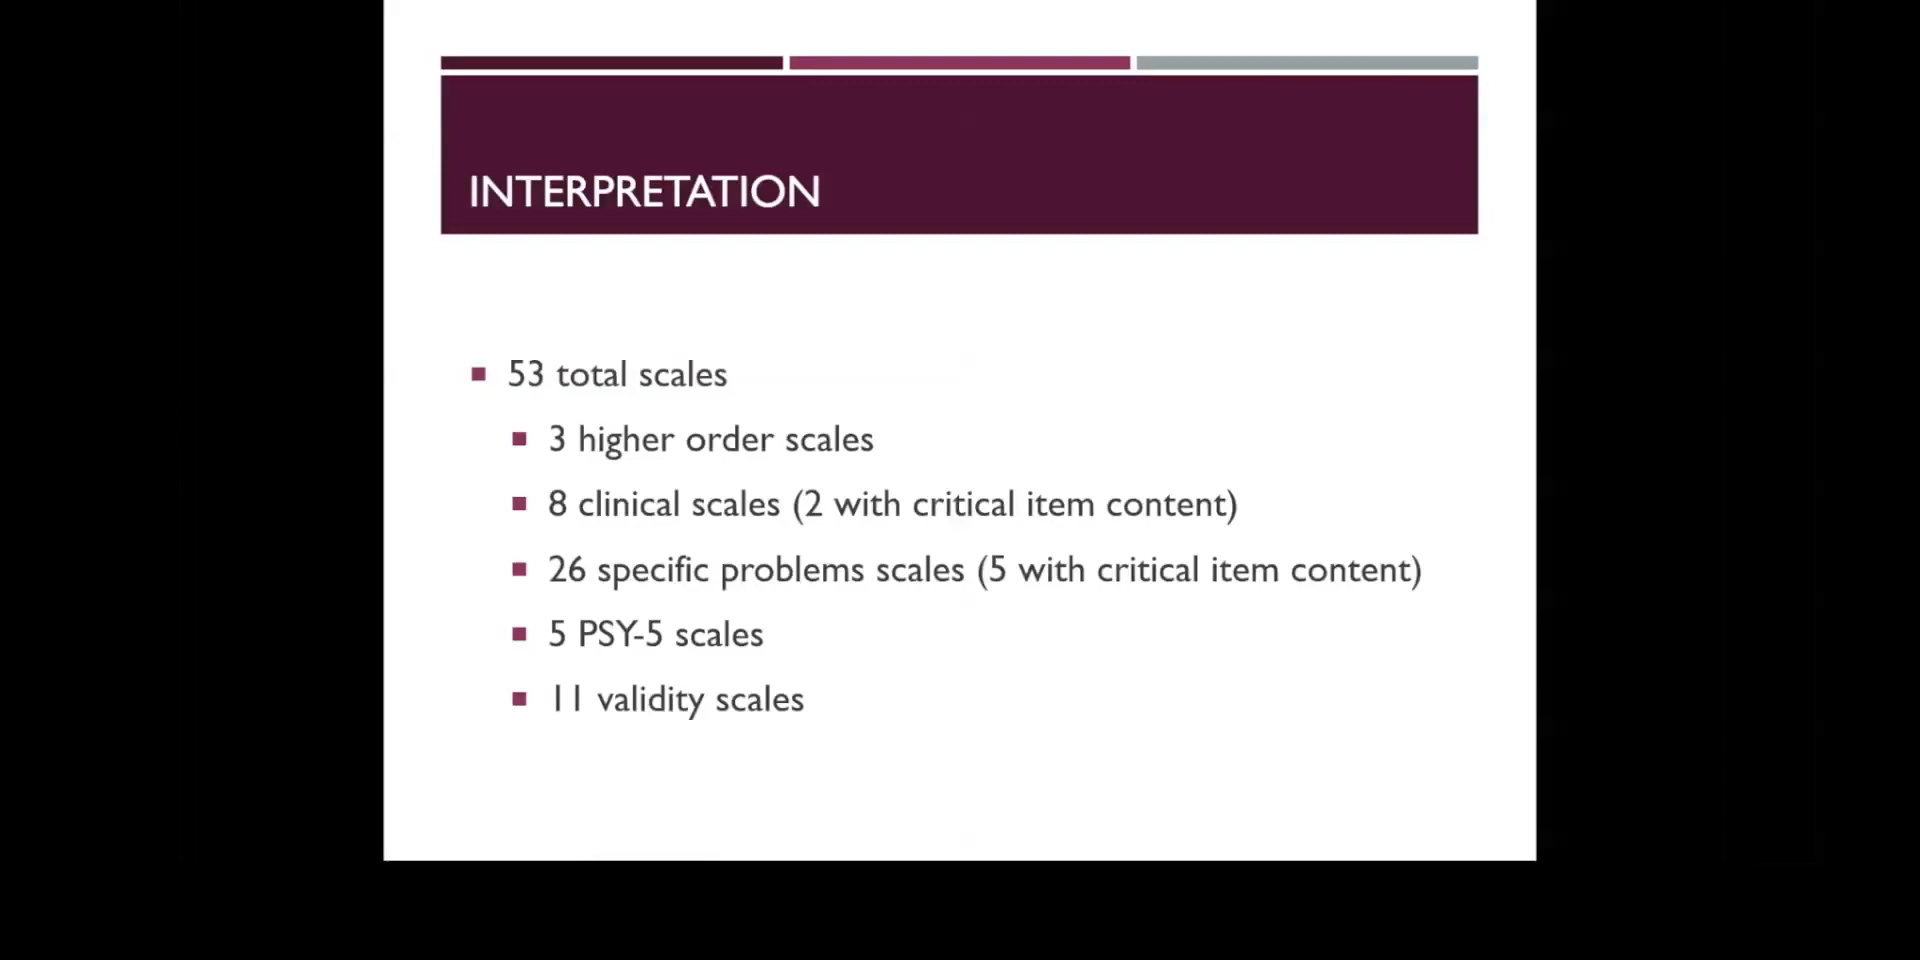 INTERPRETATION
53 total scales
3 higher order scales
8 clinical scales (2 with critical item content)
26 specific problems scales (5 with critical item content)
5 PSY-5 scales
11 validity scales